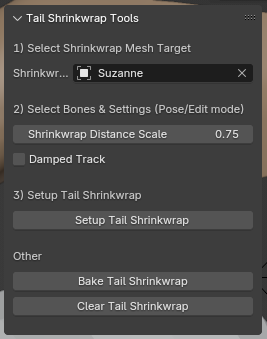 Tail Shrinkwrap Tools
1) Select Shrinkwrap Mesh Target
Shrinkwr... Suzanne
2) Select Bones & Settings (Pose/Edit mode)
Shrinkwrap Distance Scale 0.75
Damped Track
3) Setup Tail Shrinkwrap
Setup Tail Shrinkwrap
Other
Bake Tail Shrinkwrap
Clear Tail Shrinkwrap